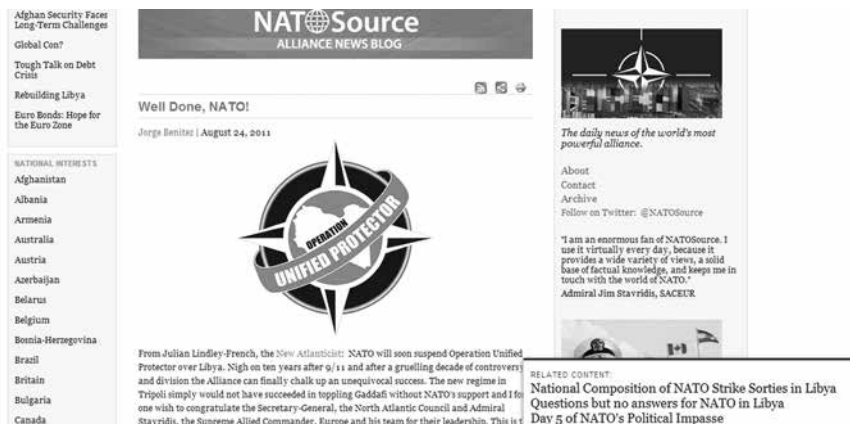 Afghan Security Faces
Long-Term Challenges
Global Con?
Tough Talk on Debt
Crisis
Rebuilding Libya
Euro Bonds: Hope for
the Euro Zone
NATIONAL INTERESTS
Afghanistan
Albania
Armenia
Australia
Austria
Azerbaijan
Belarus
Belgium
Bosnia-Herzegovina
Brazil
Britain
Bulgaria
Canada
NATOSource
ALLIANCE NEWS BLOG
Well Done, NATO!
Jorge Benitez | August 24, 2011
OPERATION
UNIFIED PROTECTOR
From Julian Lindley-French, the New Atlanticist: NATO will soon suspend Operation Unified
Protector over Libya. Nigh on ten years after 9/11 and after a gruelling decade of controversy
and division the Alliance can finally chalk up an unequivocal success. The new regime in
Tripoli simply would not have succeeded in toppling Gaddafi without NATO's support and I for
one wish to congratulate the Secretary-General, the North Atlantic Council and Admiral
Stavridis, the Supreme Allied Commander, Europe and his team for their leadership. This is
The daily news of the world's most
powerful alliance.
About
Contact
Archive
Follow on Twitter: @NATOSource
"I am an enormous fan of NATOSource. I
use it virtually every day, because it
provides a wide variety of views, a solid
base of factual knowledge, and keeps me in
touch with the world of NATO."
Admiral Jim Stavridis, SACEUR
RELATED CONTENT:
National Composition of NATO Strike Sorties in Libya
Questions but no answers for NATO in Libya
Day 5 of NATO's Political Impasse